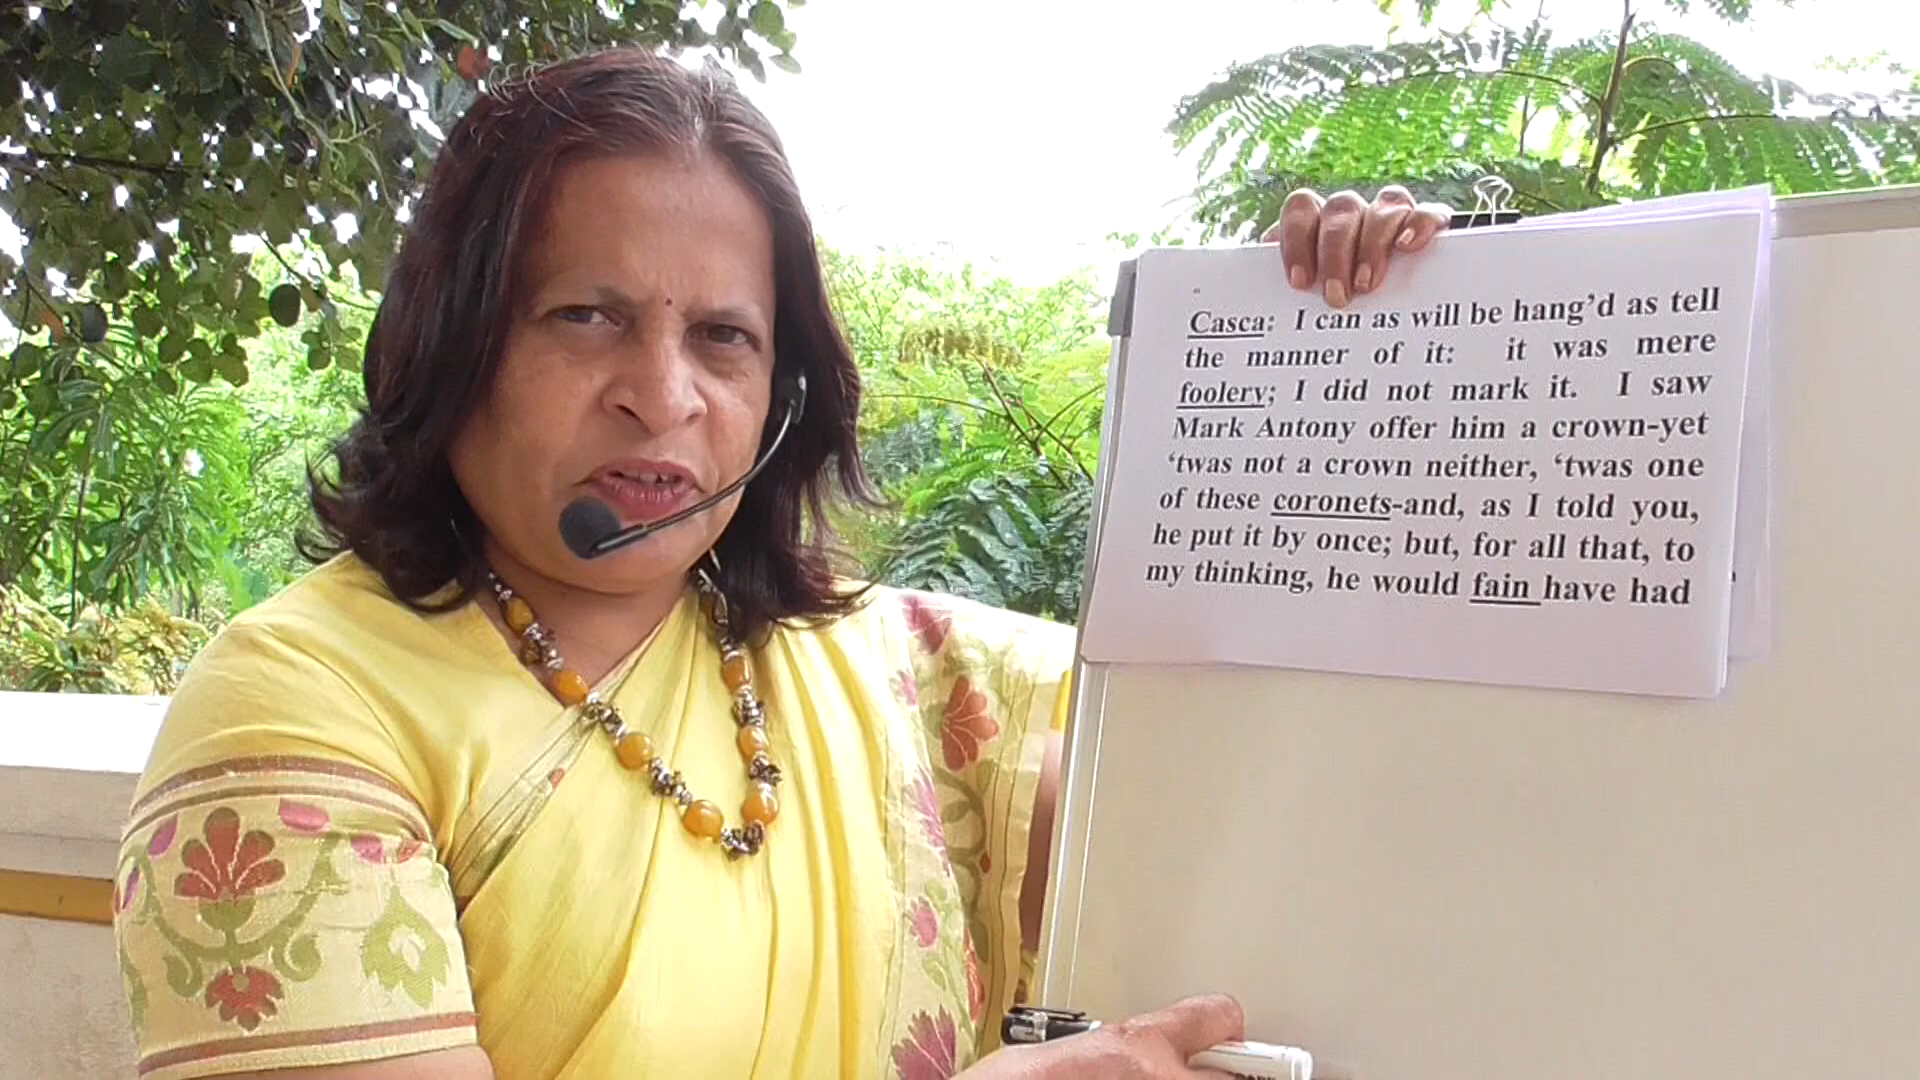 Casca: I can as will be hang’d as tell
the manner of it: it was mere
foolery; I did not mark it. I saw
Mark Antony offer him a crown-yet
‘twas not a crown neither, ‘twas one
of these coronets-and, as I told you,
he put it by once; but, for all that, to
my thinking, he would fain have had